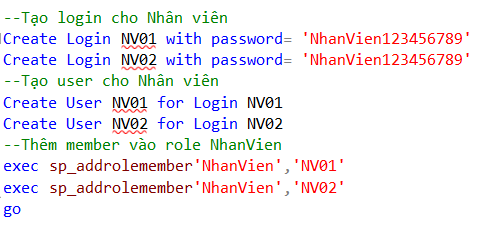 --Tạo login cho Nhân viên
Create Login NV01 with password= 'NhanVien123456789'
Create Login NV02 with password= 'NhanVien123456789'
--Tạo user cho Nhân viên
Create User NV01 for Login NV01
Create User NV02 for Login NV02
--Thêm member vào role NhanVien
exec sp_addrolemember'NhanVien','NV01'
exec sp_addrolemember'NhanVien','NV02'
go